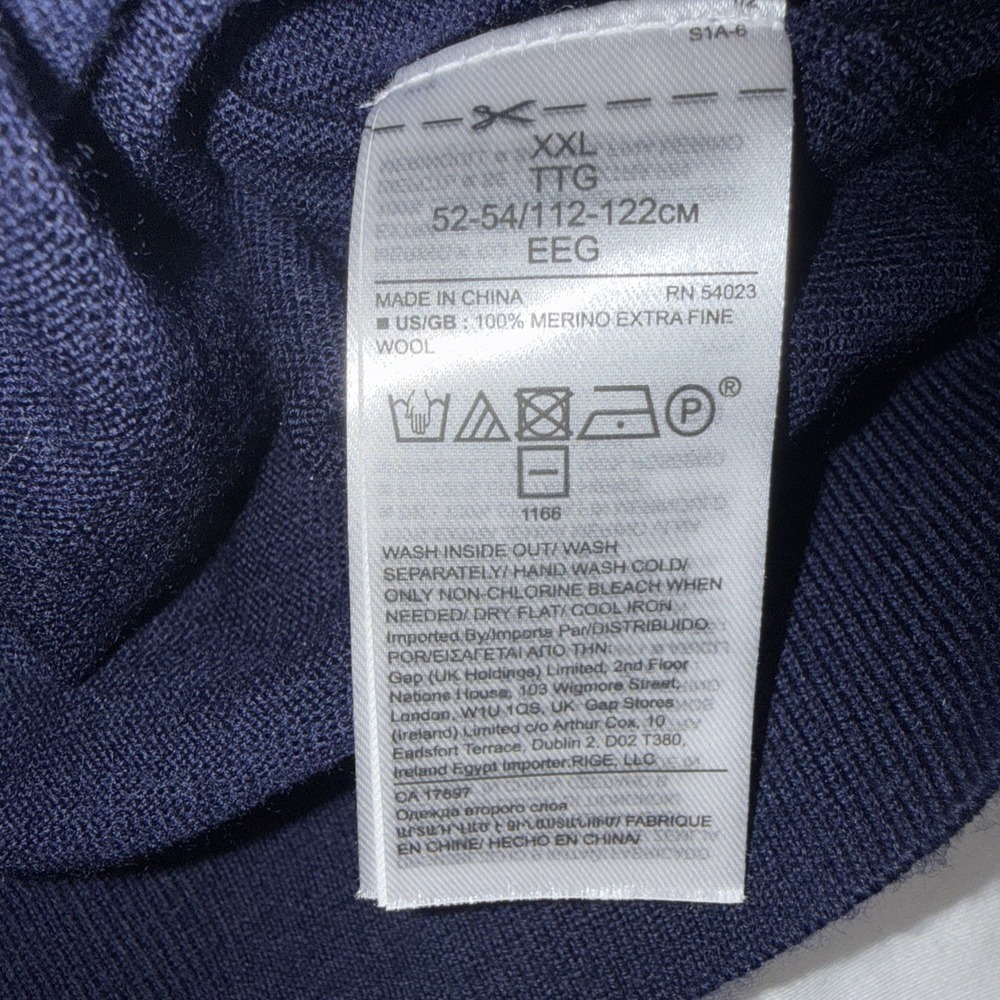 S1A-6
XXL
TTG
52-54/112-122CM
EEG
MADE IN CHINA RN 54023
■ US/GB : 100% MERINO EXTRA FINE
WOOL
P ®
1166
WASH INSIDE OUT/ WASH
SEPARATELY/ HAND WASH COLD/
ONLY NON-CHLORINE BLEACH WHEN
NEEDED/ DRY FLAT/ COOL IRON
Imported By/Importe Par/DISTRIBUIDO
POR/ΕΙΣΑΓΕΤΑΙ ΑΠΟ ΤΗΝ:
Gap (UK Holdings) Limited, 2nd Floor
Nations House, 103 Wigmore Street,
London, W1U 1QS, UK. Gap Stores
(Ireland) Limited c/o Arthur Cox, 10
Earlsfort Terrace, Dublin 2, D02 T380,
Ireland Egypt Importer:RIGE, LLC
CA 17897
Одежда второго слоя
FABRIQUE
EN CHINE/ HECHO EN CHINA/